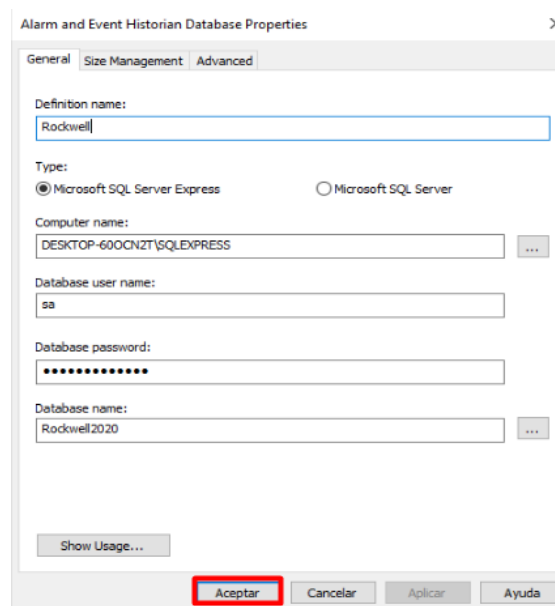 Alarm and Event Historian Database Properties
General Size Management Advanced
Definition name:
Rockwell
Type:
Microsoft SQL Server Express Microsoft SQL Server
Computer name:
DESKTOP-60OCN2T\SQLEXPRESS
...
Database user name:
sa
Database password:
•••••••••••••
Database name:
Rockwell2020
...
Show Usage...
Aceptar Cancelar Aplicar Ayuda